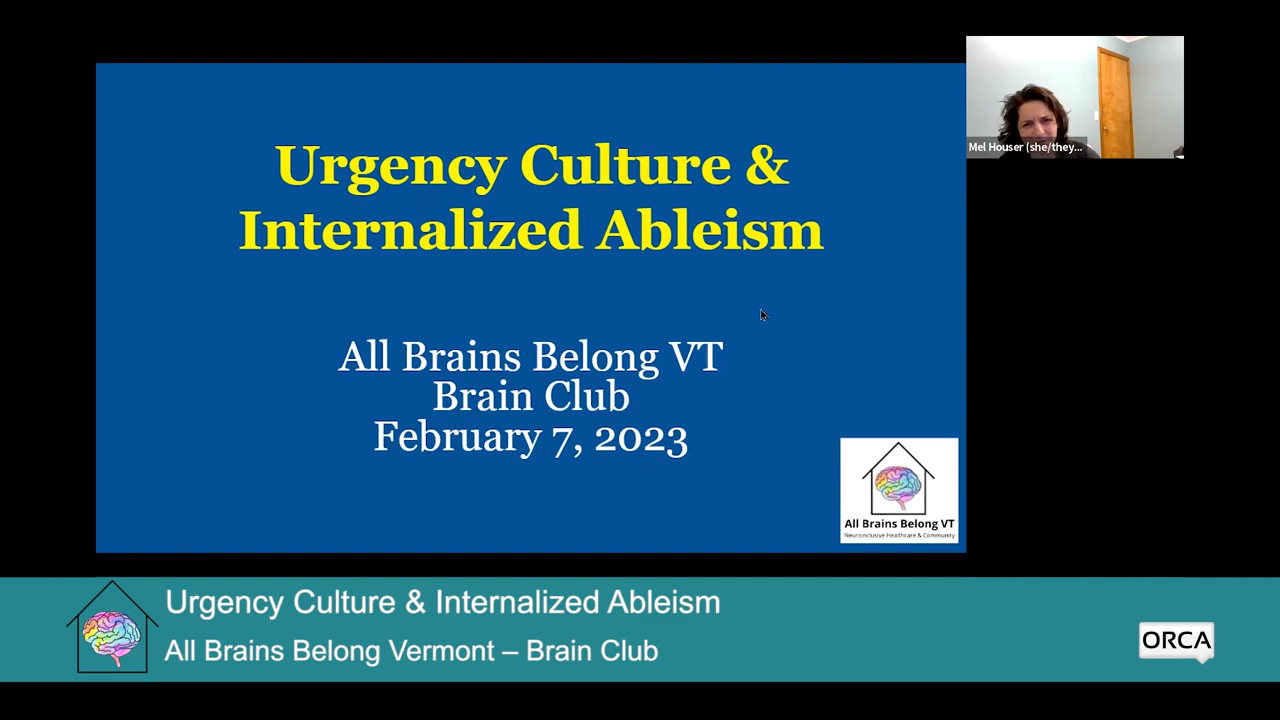 Urgency Culture &
Internalized Ableism
All Brains Belong VT
Brain Club
February 7, 2023
All Brains Belong VT
Neuroinclusive Healthcare & Community
Mel Houser (she/they...
Urgency Culture & Internalized Ableism
All Brains Belong Vermont – Brain Club
ORCA